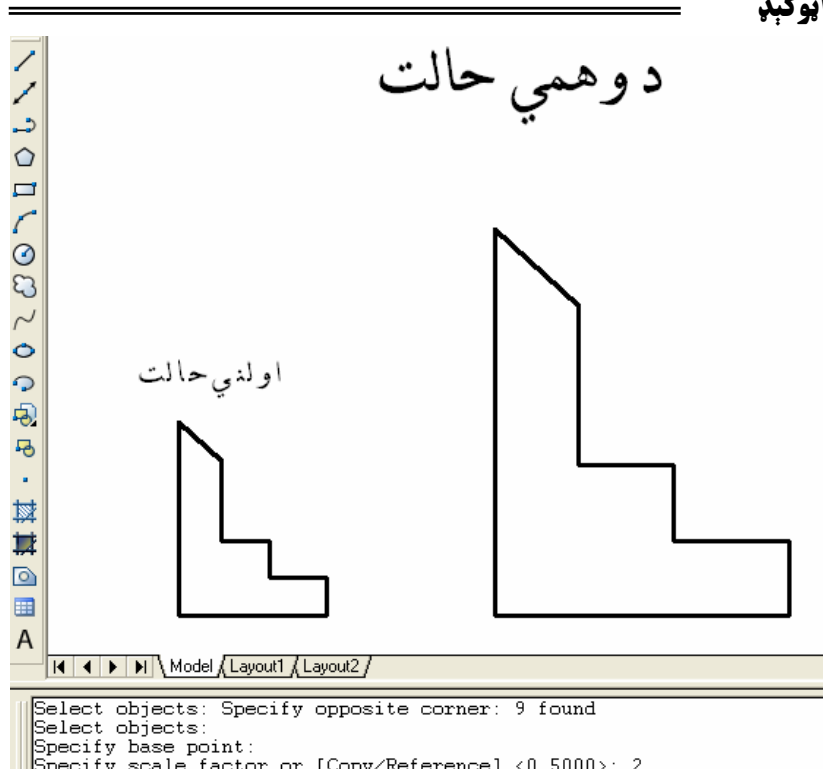 دوهمي حالت
اولني حالت
A
Model Layout1 Layout2
Select objects: Specify opposite corner: 9 found
Select objects:
Specify base point:
Specify scale factor or [Copy/Reference] <0.5000>: 2